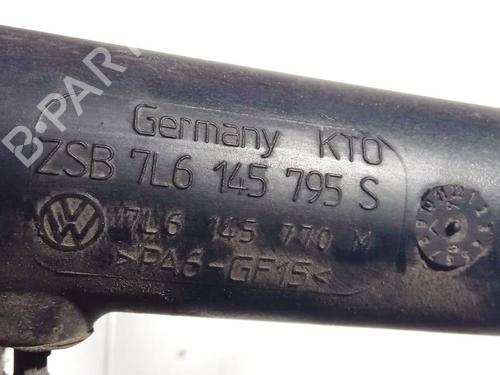 B-PARTS
Germany KTO
ZSB 7L6 145 795 S
7L6 145 770 M
>PA6-GF15<